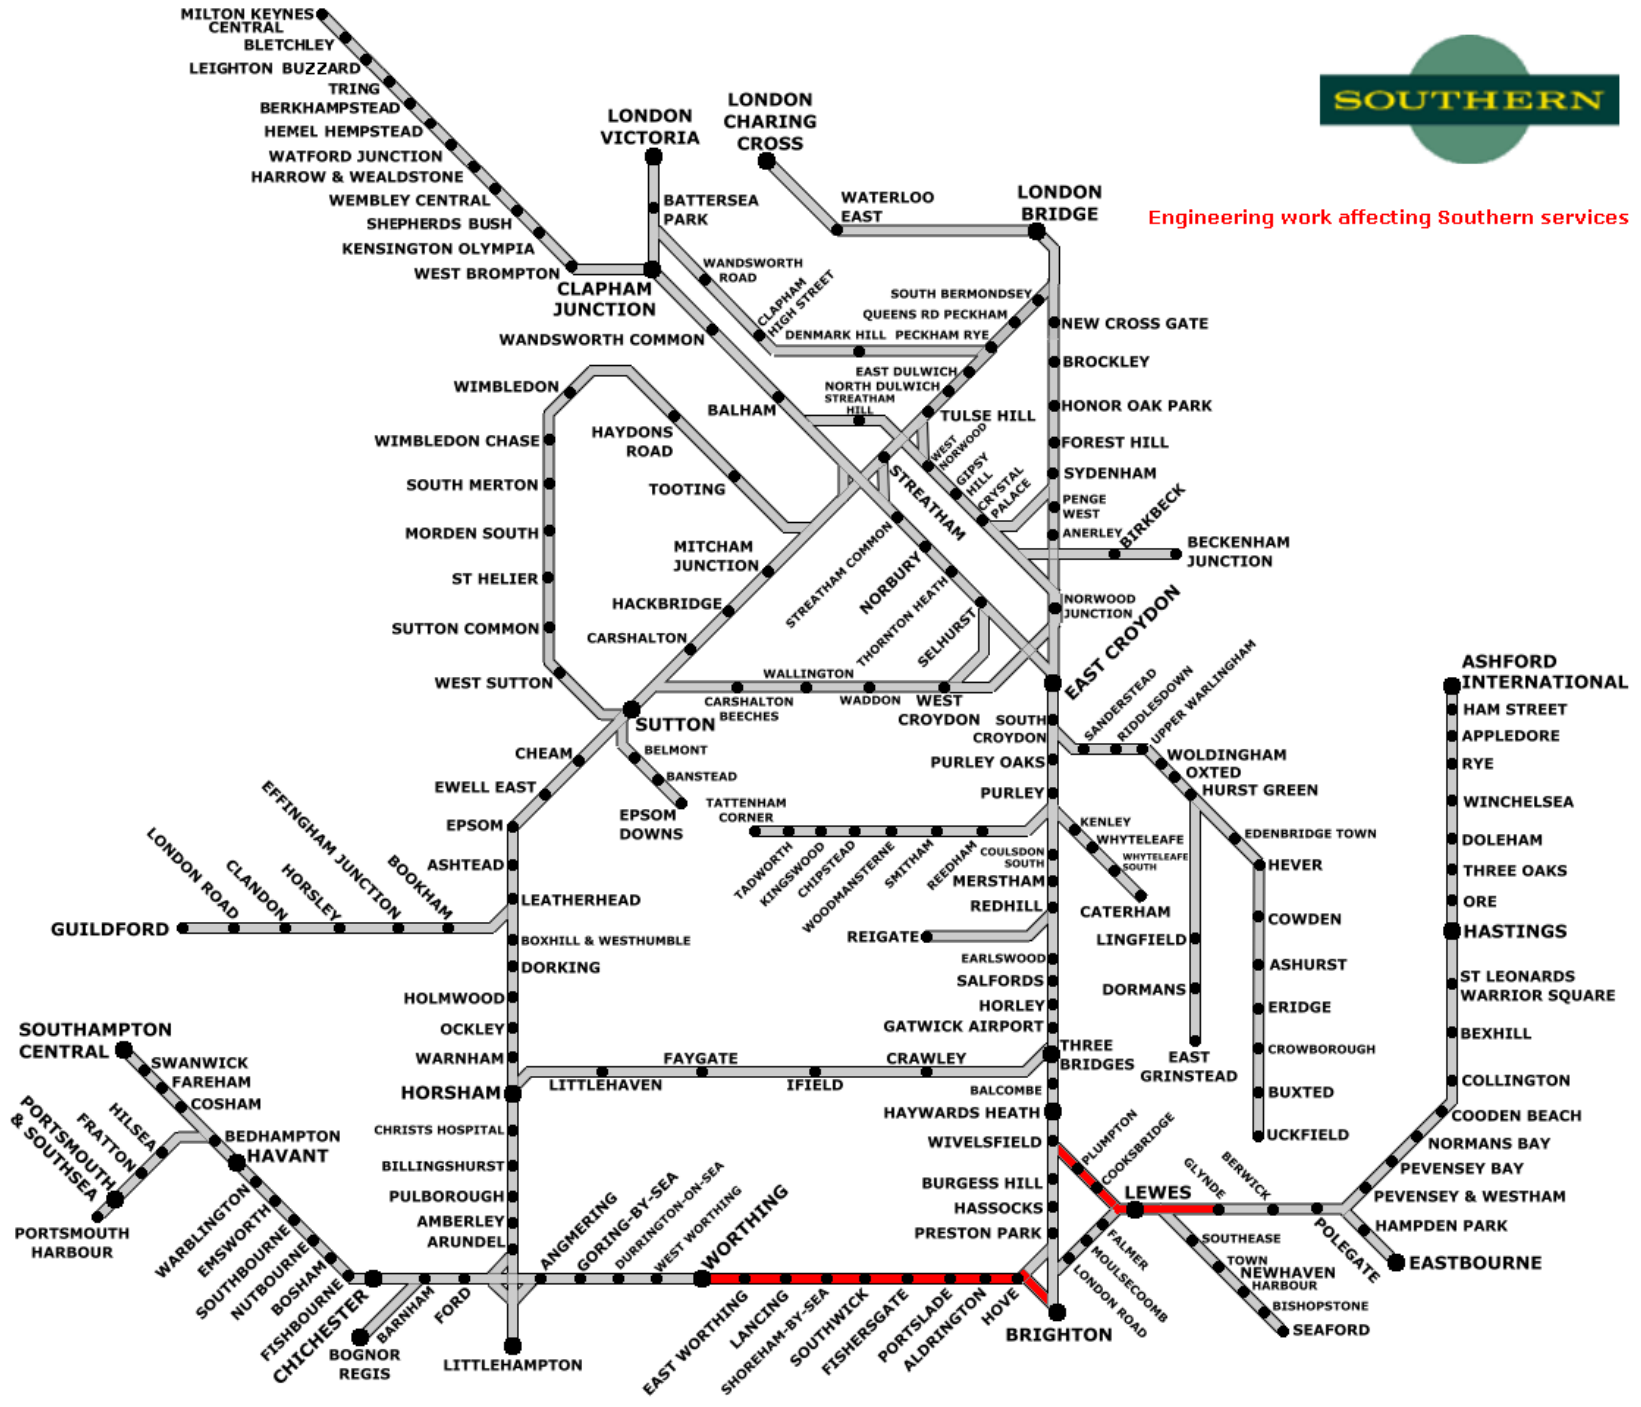 MILTON KEYNES
CENTRAL
BLETCHLEY
LEIGHTON BUZZARD
TRING
BERKHAMPSTEAD
HEMEL HEMPSTEAD
WATFORD JUNCTION
HARROW & WEALDSTONE
WEMBLEY CENTRAL
SHEPHERDS BUSH
KENSINGTON OLYMPIA
WEST BROMPTON
CLAPHAM
JUNCTION
LONDON
VICTORIA
BATTERSEA
PARK
LONDON
CHARING
CROSS
WATERLOO
EAST
LONDON
BRIDGE
SOUTHERN
Engineering work affecting Southern services
WANDSWORTH
ROAD
CLAPHAM
HIGH STREET
DENMARK HILL
PECKHAM RYE
QUEENS RD PECKHAM
SOUTH BERMONDSEY
NEW CROSS GATE
BROCKLEY
HONOR OAK PARK
FOREST HILL
SYDENHAM
PENGE
WEST
ANERLEY
BIRKBECK
BECKENHAM
JUNCTION
NORWOOD
JUNCTION
EAST CROYDON
EAST DULWICH
NORTH DULWICH
TULSE HILL
STREATHAM
HILL
WEST
NORWOOD
GIPSY
HILL
CRYSTAL
PALACE
STREATHAM
WANDSWORTH COMMON
BALHAM
STREATHAM COMMON
NORBURY
THORNTON HEATH
SELHURST
WIMBLEDON
WIMBLEDON CHASE
SOUTH MERTON
MORDEN SOUTH
ST HELIER
SUTTON COMMON
WEST SUTTON
HAYDONS
ROAD
TOOTING
MITCHAM
JUNCTION
HACKBRIDGE
CARSHALTON
WALLINGTON
CARSHALTON
BEECHES
WADDON
WEST
CROYDON
SUTTON
CHEAM
BELMONT
BANSTEAD
EPSOM
DOWNS
EWELL EAST
EPSOM
ASHTEAD
LEATHERHEAD
BOXHILL & WESTHUMBLE
DORKING
HOLMWOOD
OCKLEY
WARNHAM
HORSHAM
GUILDFORD
LONDON ROAD
CLANDON
HORSLEY
EFFINGHAM JUNCTION
BOOKHAM
SOUTH
CROYDON
PURLEY OAKS
PURLEY
TATTENHAM
CORNER
TADWORTH
KINGSWOOD
CHIPSTEAD
WOODMANSTERNE
SMITHAM
REEDHAM
KENLEY
WHYTELEAFE
WHYTELEAFE
SOUTH
CATERHAM
COULSDON
SOUTH
MERSTHAM
REDHILL
REIGATE
EARLSWOOD
SALFORDS
HORLEY
GATWICK AIRPORT
THREE
BRIDGES
SANDERSTEAD
RIDDLESDOWN
UPPER WARLINGHAM
WOLDINGHAM
OXTED
HURST GREEN
EDENBRIDGE TOWN
HEVER
COWDEN
ASHURST
ERIDGE
CROWBOROUGH
BUXTED
UCKFIELD
LINGFIELD
DORMANS
EAST
GRINSTEAD
ASHFORD
INTERNATIONAL
HAM STREET
APPLEDORE
RYE
WINCHELSEA
DOLEHAM
THREE OAKS
ORE
HASTINGS
ST LEONARDS
WARRIOR SQUARE
BEXHILL
COLLINGTON
COODEN BEACH
NORMANS BAY
PEVENSEY BAY
PEVENSEY & WESTHAM
HAMPDEN PARK
EASTBOURNE
POLEGATE
BERWICK
GLYNDE
LEWES
COOKSBRIDGE
PLUMPTON
LITTLEHAVEN
FAYGATE
IFIELD
CRAWLEY
BALCOMBE
HAYWARDS HEATH
WIVELSFIELD
BURGESS HILL
HASSOCKS
PRESTON PARK
BRIGHTON
FALMER
MOULSECOOMB
LONDON ROAD
SOUTHEASE
TOWN
NEWHAVEN
HARBOUR
BISHOPSTONE
SEAFORD
CHRISTS HOSPITAL
BILLINGSHURST
PULBOROUGH
AMBERLEY
ARUNDEL
LITTLEHAMPTON
SOUTHAMPTON
CENTRAL
SWANWICK
FAREHAM
COSHAM
BEDHAMPTON
HAVANT
HILSEA
FRATTON
PORTSMOUTH
& SOUTHSEA
PORTSMOUTH
HARBOUR
WARBLINGTON
EMSWORTH
SOUTHBOURNE
NUTBOURNE
BOSHAM
FISHBOURNE
CHICHESTER
BOGNOR
REGIS
BARNHAM
FORD
ANGMERING
GORING-BY-SEA
DURRINGTON-ON-SEA
WEST WORTHING
WORTHING
EAST WORTHING
LANCING
SHOREHAM-BY-SEA
SOUTHWICK
FISHERSGATE
PORTSLADE
ALDRINGTON
HOVE